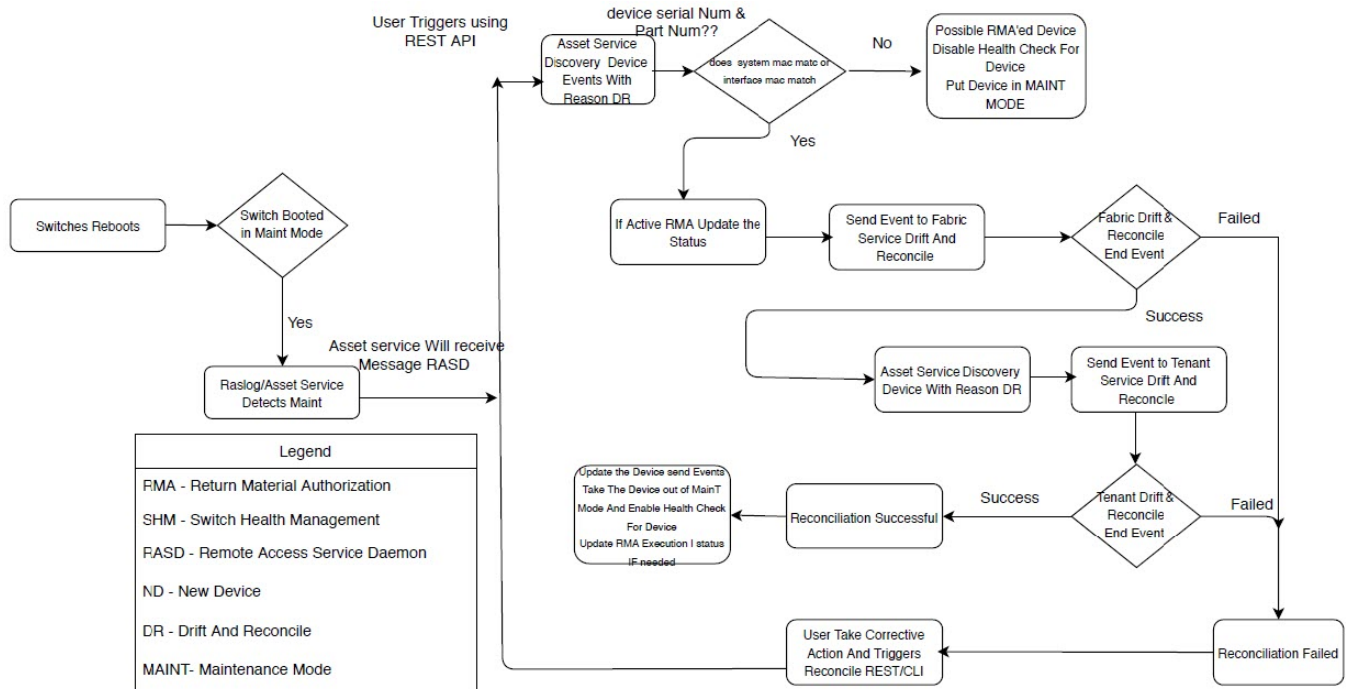 User Triggers using
REST API
device serial Num &
Part Num??
Asset Service
Discovery Device
Events With
Reason DR
does system mac matc or
interface mac match
No
Possible RMA'ed Device
Disable Health Check For
Device
Put Device in MAINT
MODE
Yes
Switches Reboots
Switch Booted
in Maint Mode
If Active RMA Update the
Status
Send Event to Fabric
Service Drift And
Reconcile
Fabric Drift &
Reconcile
End Event
Failed
Yes
Success
Asset service Will receive
Message RASD
Raslog/Asset Service
Detects Maint
Asset Service Discovery
Device With Reason DR
Send Event to Tenant
Service Drift And
Reconcile
Update the Device send Events
Take The Device out of MainT
Mode And Enable Health Check
For Device
Update RMA Execution I status
IF needed
Reconciliation Successful
Success
Tenant Drift &
Reconcile
End Event
Failed
User Take Corrective
Action And Triggers
Reconcile REST/CLI
Reconciliation Failed
Legend
RMA - Return Material Authorization
SHM - Switch Health Management
RASD - Remote Access Service Daemon
ND - New Device
DR - Drift And Reconcile
MAINT- Maintenance Mode